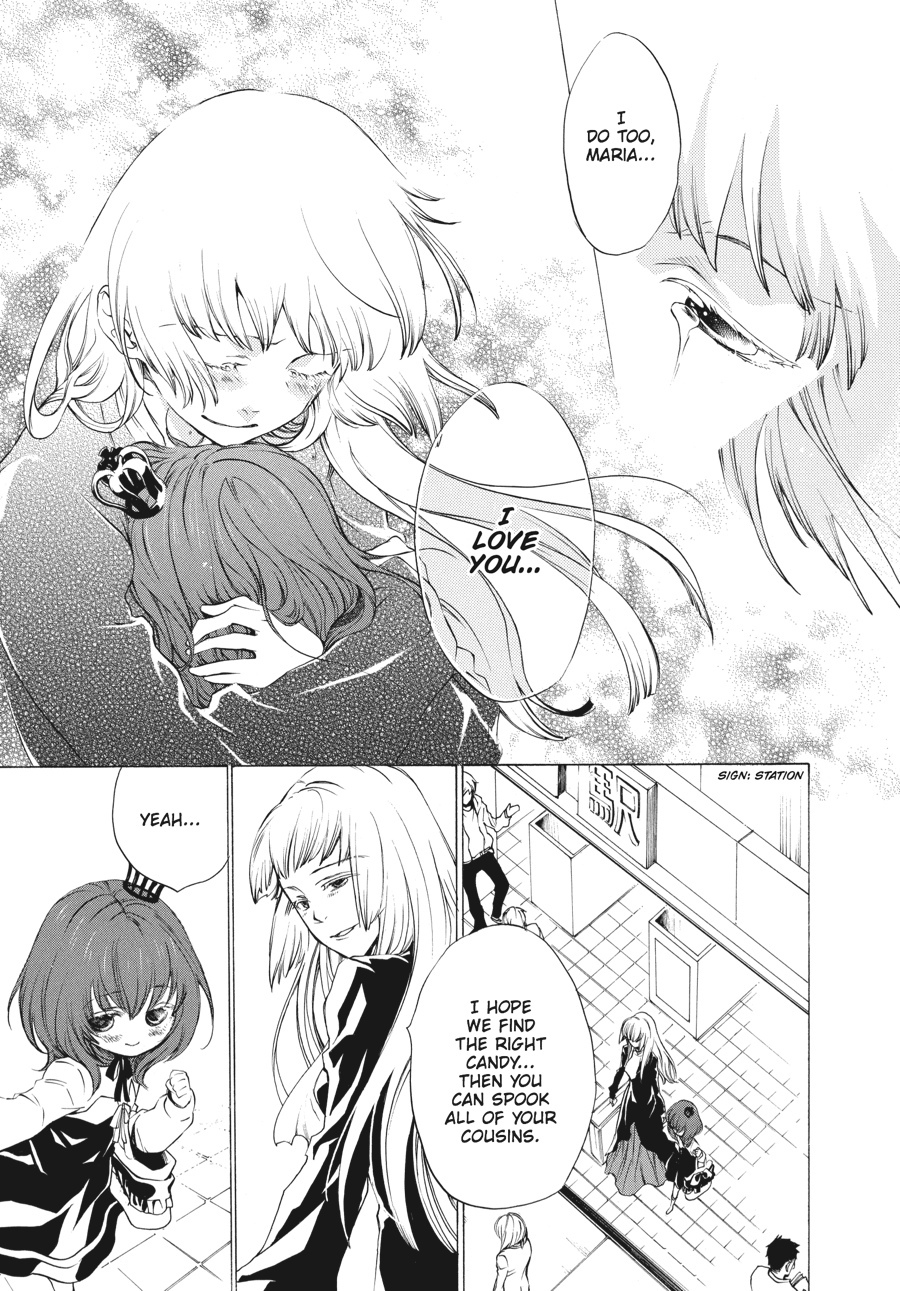 I
DO TOO,
MARIA...
I
LOVE
YOU...
SIGN: STATION
駅
I HOPE
WE FIND
THE RIGHT
CANDY...
THEN YOU
CAN SPOOK
ALL OF YOUR
COUSINS.
YEAH...